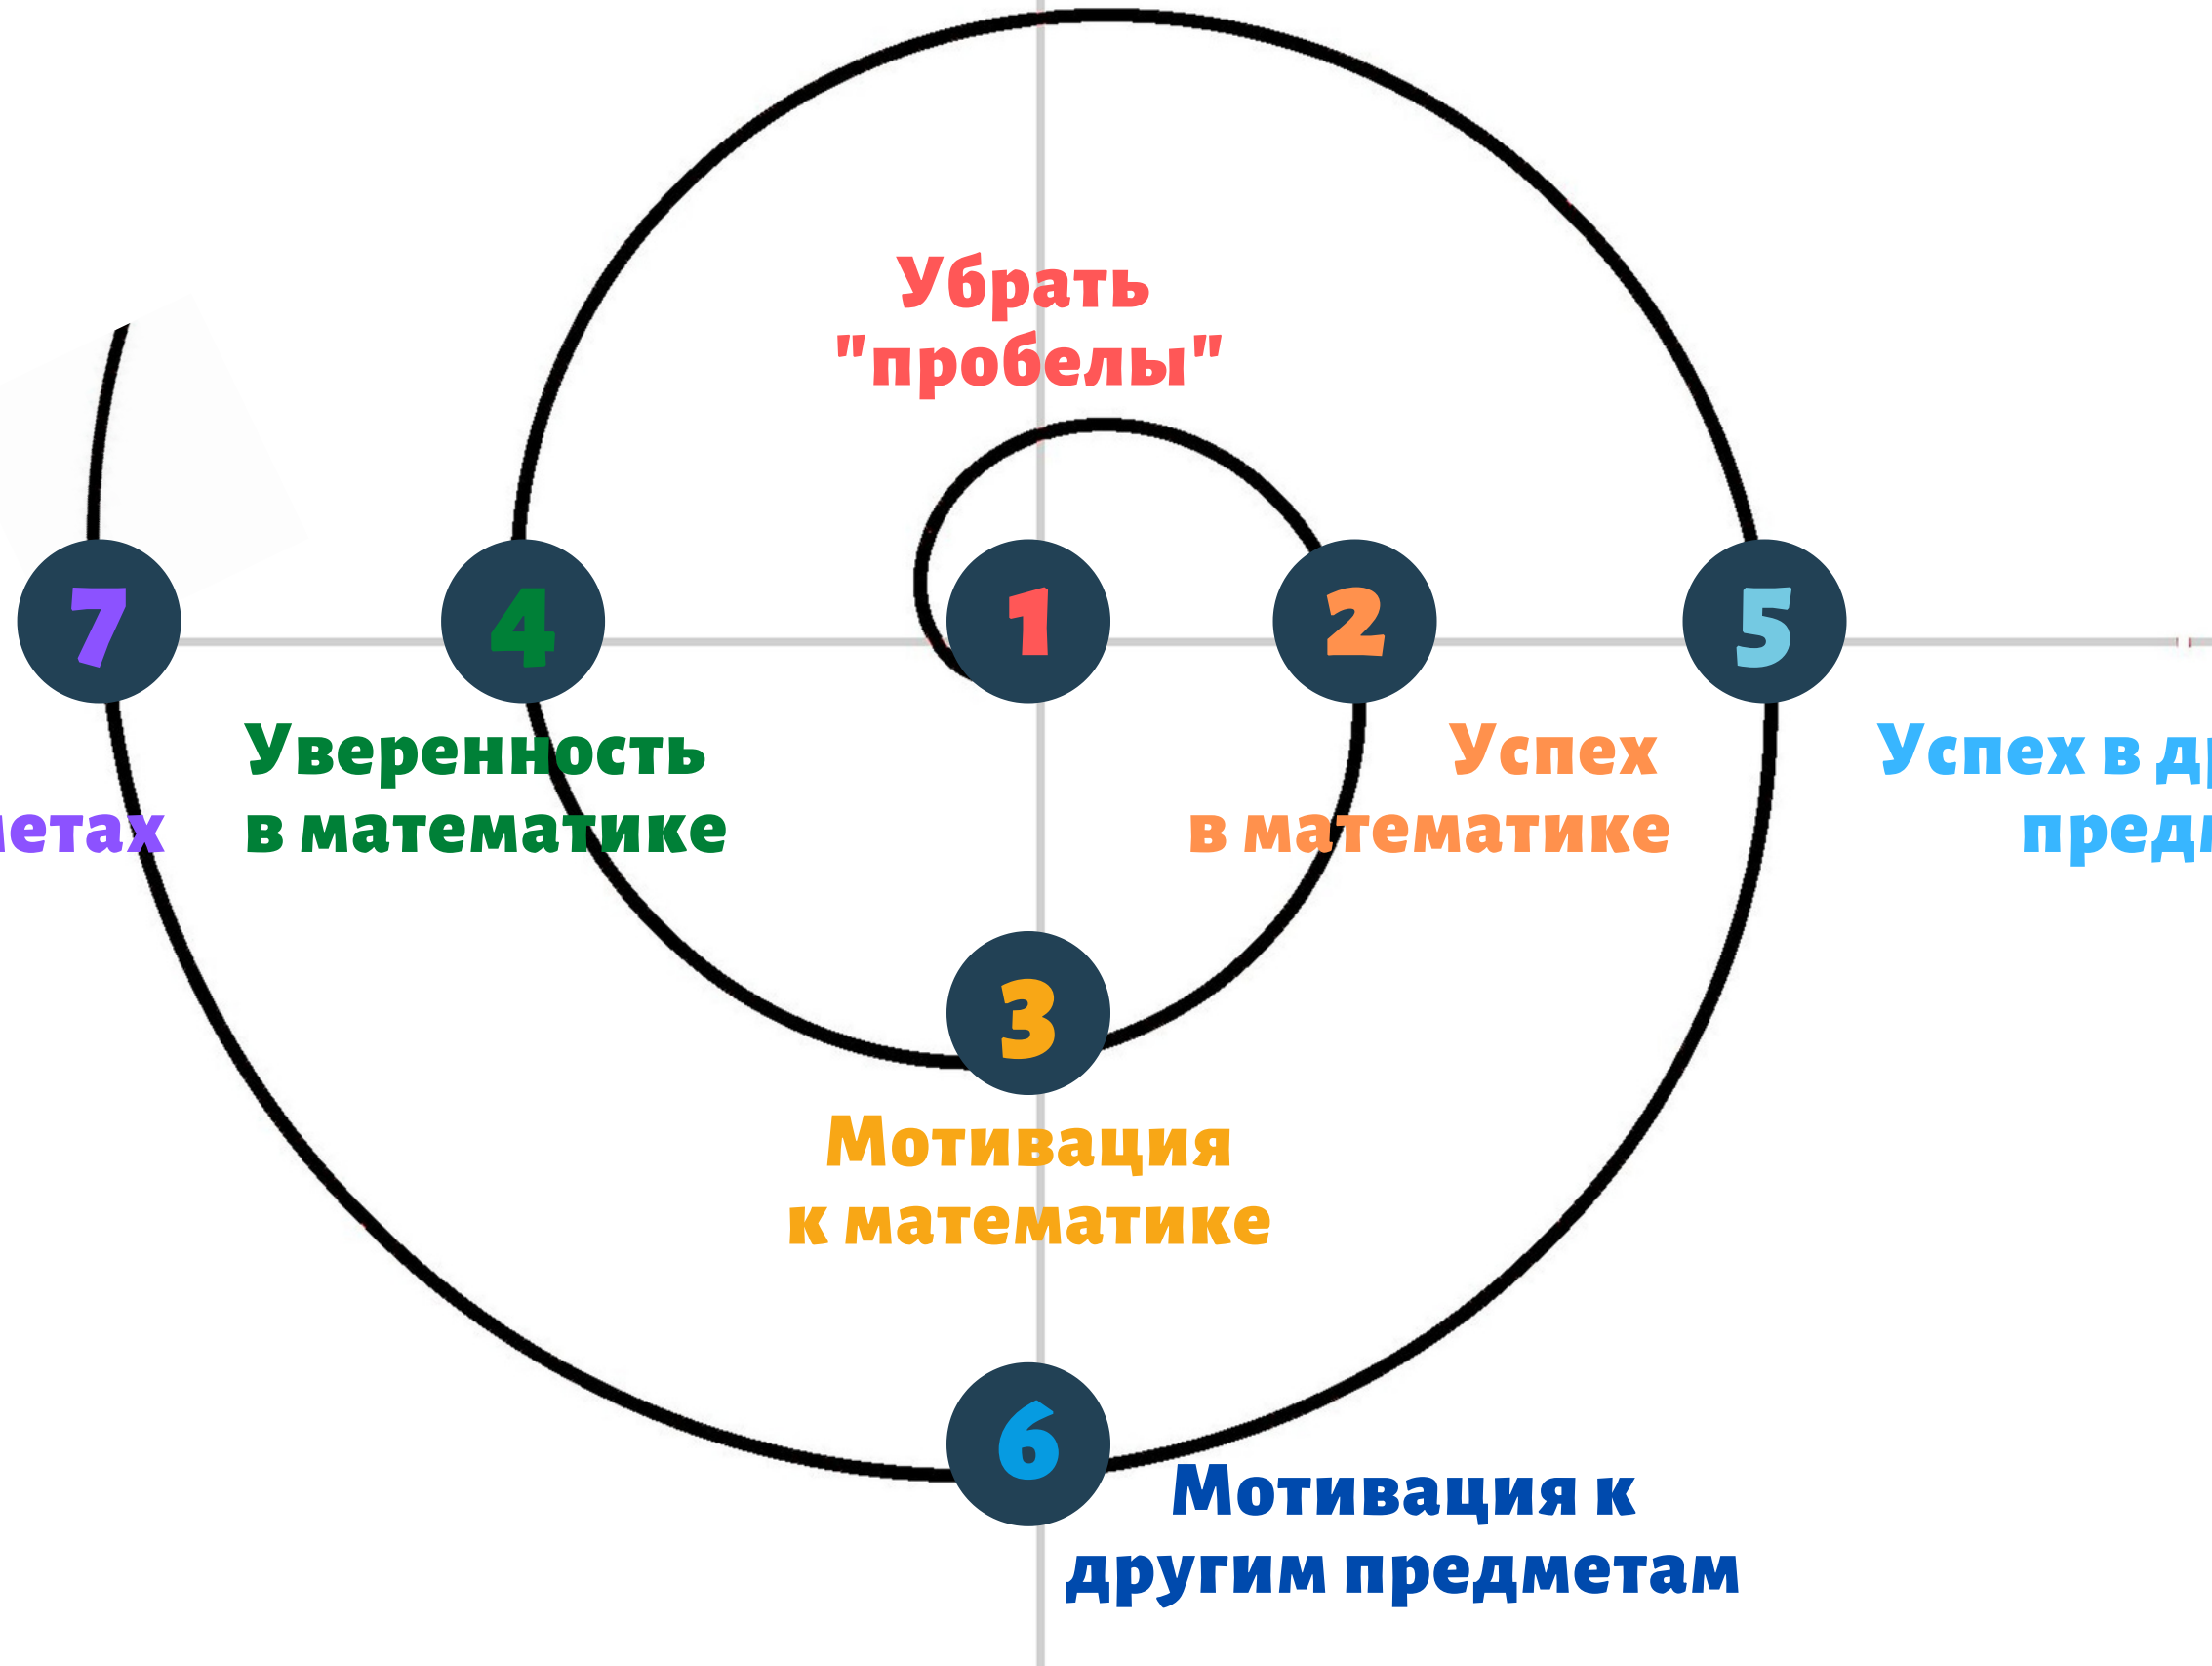 Убрать
"пробелы"
7
4
1
2
5
Уверенность
в математике
Успех
в математике
Успех в
3
Мотивация
к математике
6
Мотивация к
другим предметам